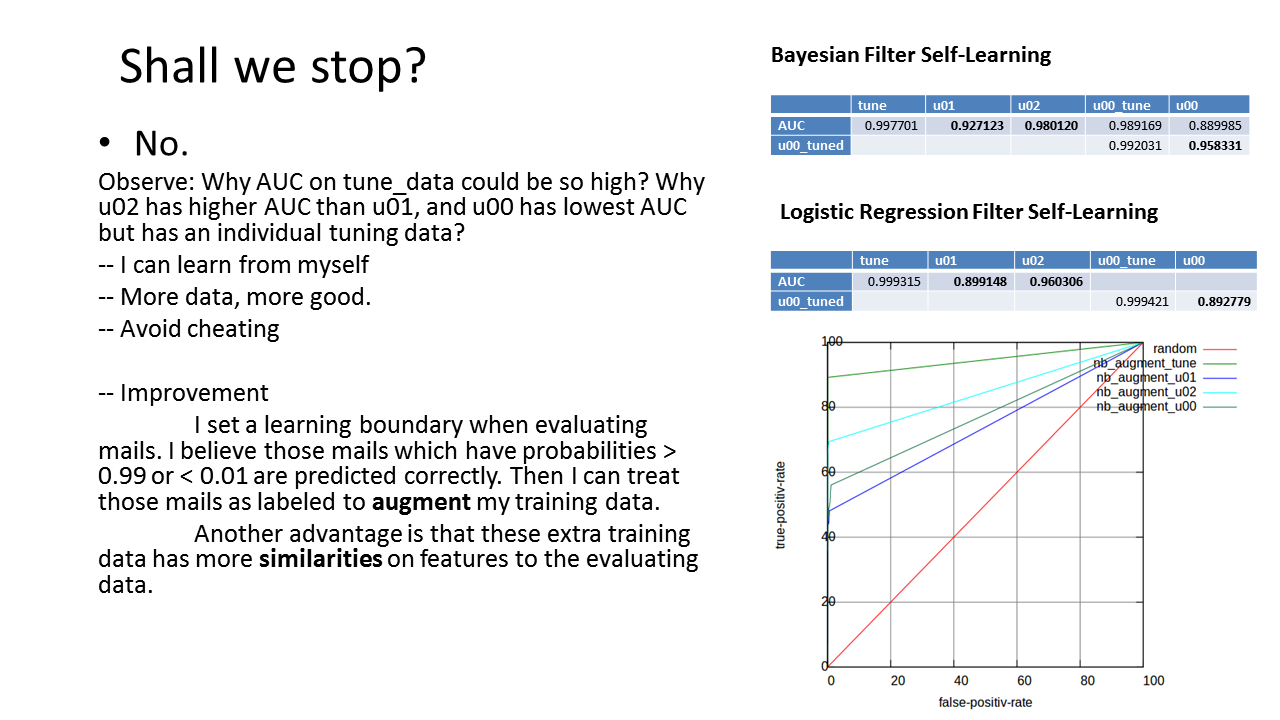 Shall we stop?
• No.
Observe: Why AUC on tune_data could be so high? Why
u02 has higher AUC than u01, and u00 has lowest AUC
but has an individual tuning data?
-- I can learn from myself
-- More data, more good.
-- Avoid cheating
-- Improvement
I set a learning boundary when evaluating
mails. I believe those mails which have probabilities >
0.99 or < 0.01 are predicted correctly. Then I can treat
those mails as labeled to augment my training data.
Another advantage is that these extra training
data has more similarities on features to the evaluating
data.
Bayesian Filter Self-Learning
tune u01 u02 u00_tune u00
AUC 0.997701 0.927123 0.980120 0.989169 0.889985
u00_tuned 0.992031 0.958331
Logistic Regression Filter Self-Learning
tune u01 u02 u00_tune u00
AUC 0.999315 0.899148 0.960306
u00_tuned 0.999421 0.892779
random
nb_augment_tune
nb_augment_u01
nb_augment_u02
nb_augment_u00
100
80
60
40
20
0
true-positiv-rate
0 20 40 60 80 100
false-positiv-rate